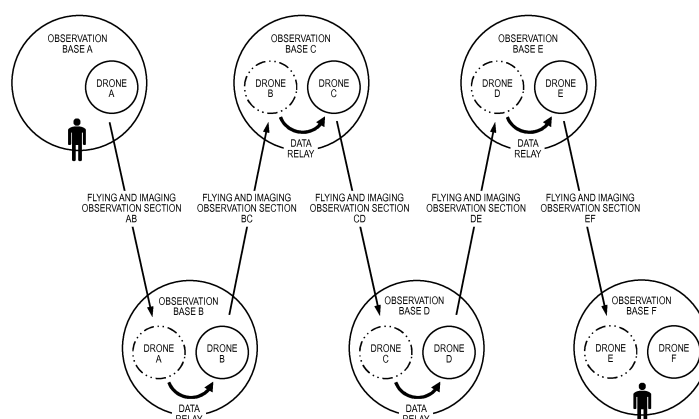 OBSERVATION
BASE A
DRONE
A
OBSERVATION
BASE C
DRONE
B
DRONE
C
DATA
RELAY
OBSERVATION
BASE E
DRONE
D
DRONE
E
DATA
RELAY
FLYING AND IMAGING
OBSERVATION SECTION
AB
FLYING AND IMAGING
OBSERVATION SECTION
BC
FLYING AND IMAGING
OBSERVATION SECTION
CD
FLYING AND IMAGING
OBSERVATION SECTION
DE
FLYING AND IMAGING
OBSERVATION SECTION
EF
OBSERVATION
BASE B
DRONE
A
DRONE
B
DATA
RELAY
OBSERVATION
BASE D
DRONE
C
DRONE
D
DATA
RELAY
OBSERVATION
BASE F
DRONE
E
DRONE
F